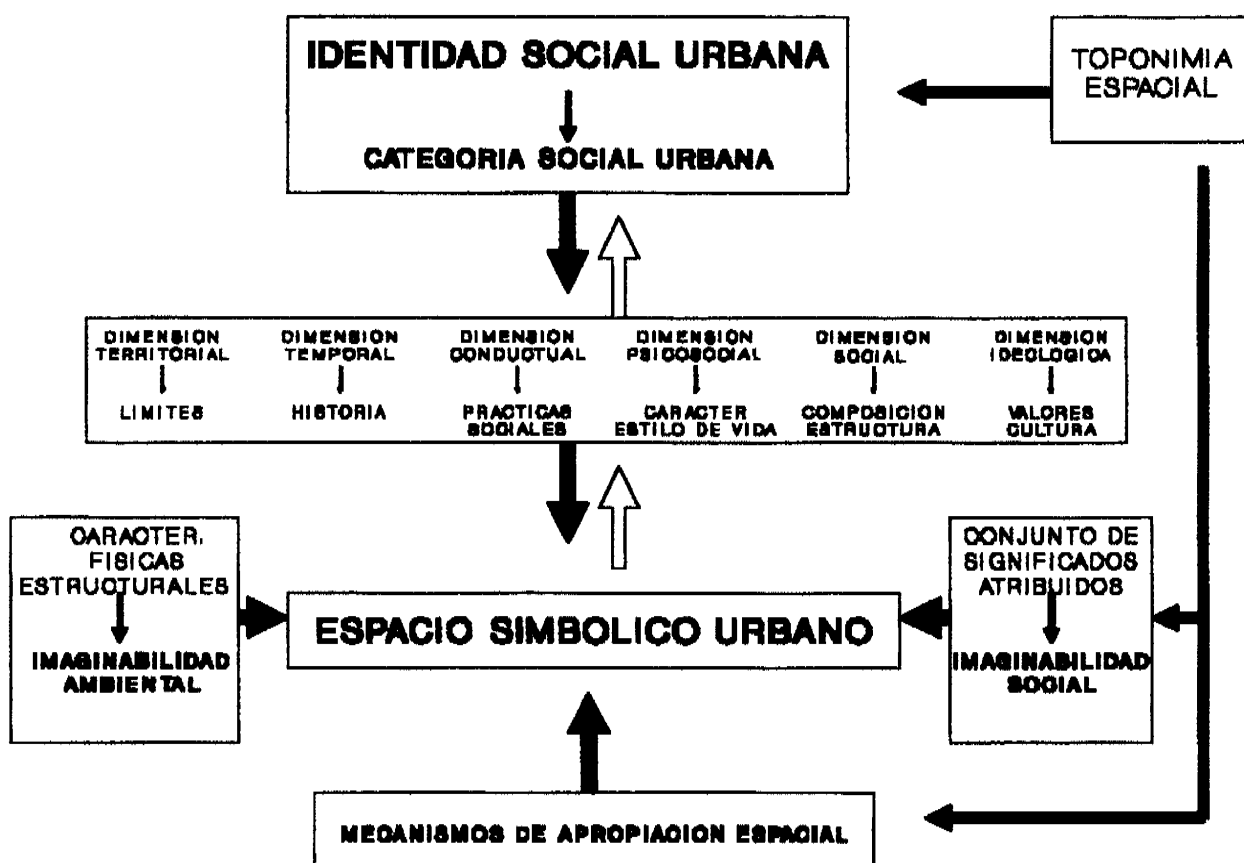 IDENTIDAD SOCIAL URBANA
CATEGORIA SOCIAL URBANA
TOPONIMIA
ESPACIAL
DIMENSION
TERRITORIAL
LIMITES
DIMENSION
TEMPORAL
HISTORIA
DIMENSION
CONDUCTUAL
PRACTICAS
SOCIALES
DIMENSION
PSICOSOCIAL
CARACTER
ESTILO DE VIDA
DIMENSION
SOCIAL
COMPOSICION
ESTRUCTURA
DIMENSION
IDEOLOGICA
VALORES
CULTURA
CARACTER.
FISICAS
ESTRUCTURALES
IMAGINABILIDAD
AMBIENTAL
ESPACIO SIMBOLICO URBANO
CONJUNTO DE
SIGNIFICADOS
ATRIBUIDOS
IMAGINABILIDAD
SOCIAL
MECANISMOS DE APROPIACION ESPACIAL